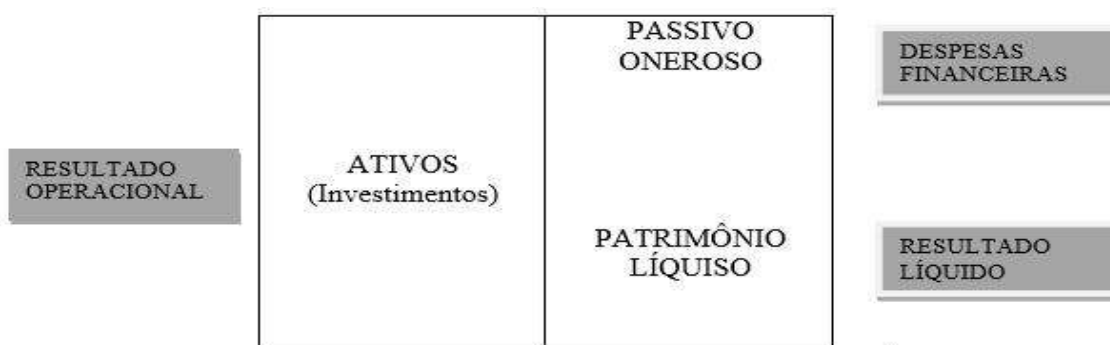 RESULTADO
OPERACIONAL
ATIVOS
(Investimentos)
PASSIVO
ONEROSO
PATRIMÔNIO
LÍQUISO
DESPESAS
FINANCEIRAS
RESULTADO
LÍQUIDO